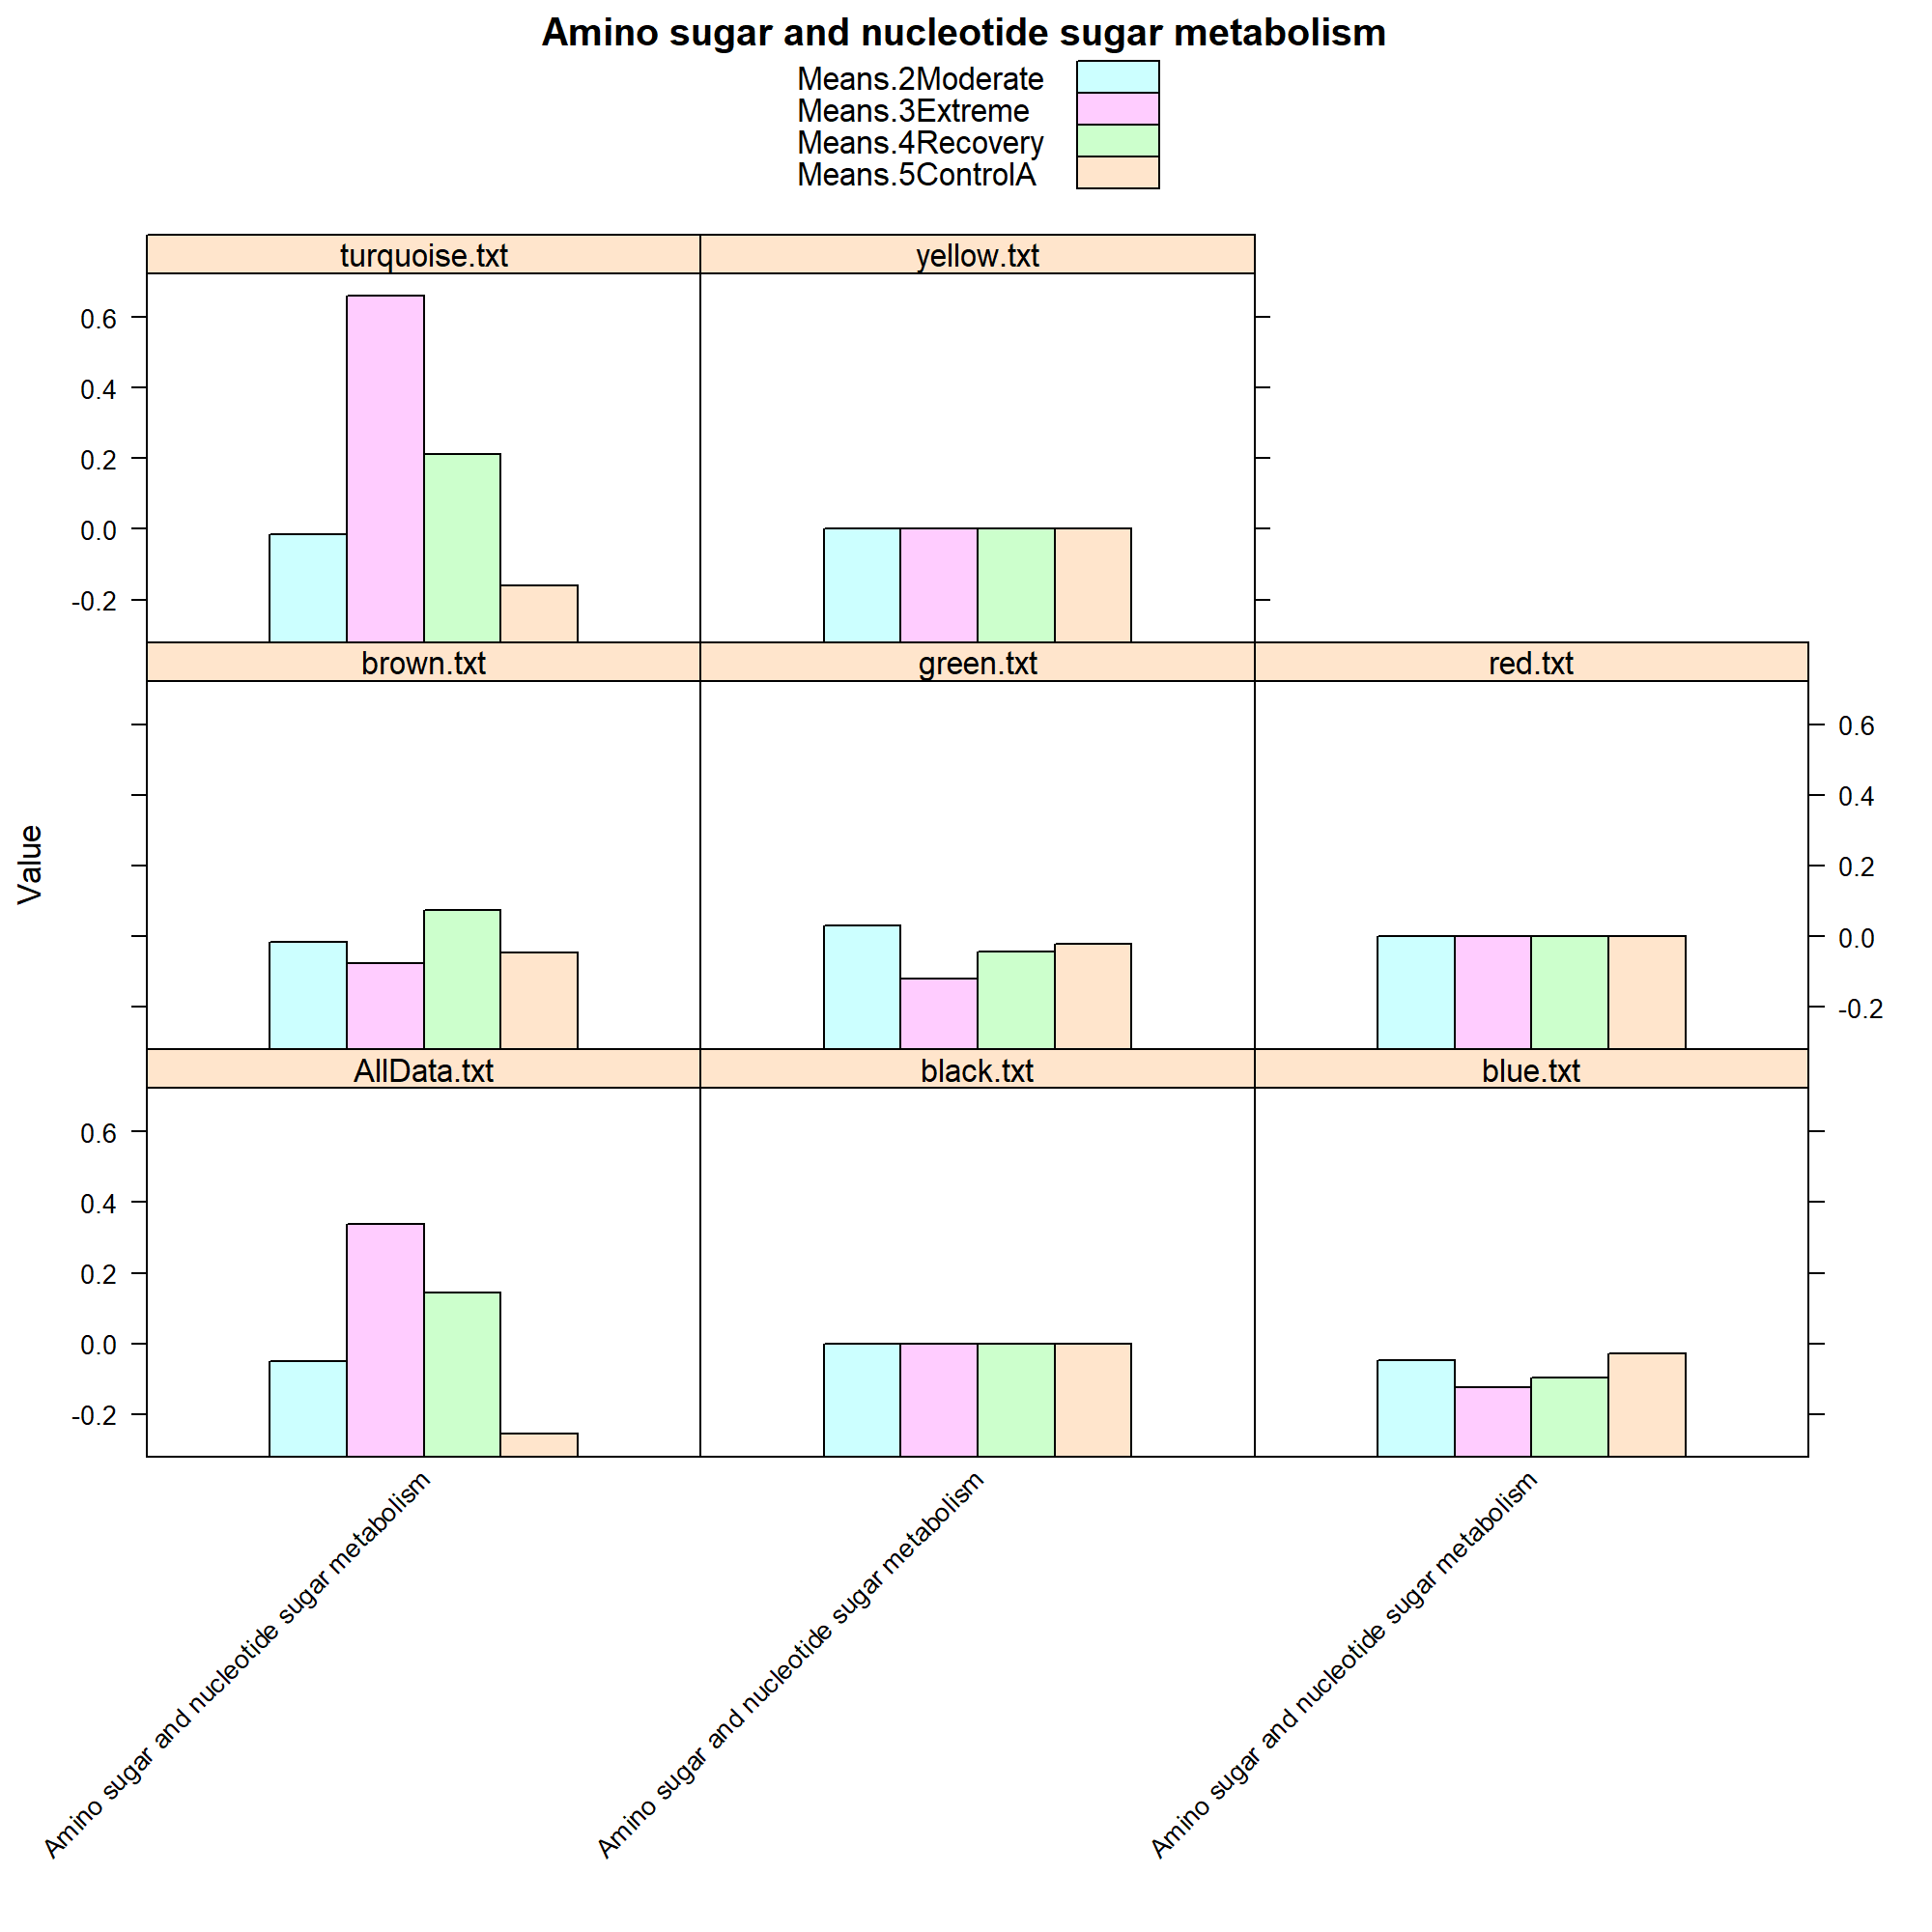 Amino sugar and nucleotide sugar metabolism
Means.2Moderate
Means.3Extreme
Means.4Recovery
Means.5ControlA
turquoise.txt
yellow.txt
0.6
0.4
0.2
0.0
-0.2
brown.txt
green.txt
red.txt
0.6
0.4
0.2
0.0
-0.2
Value
AllData.txt
black.txt
blue.txt
0.6
0.4
0.2
0.0
-0.2
Amino sugar and nucleotide sugar metabolism
Amino sugar and nucleotide sugar metabolism
Amino sugar and nucleotide sugar metabolism